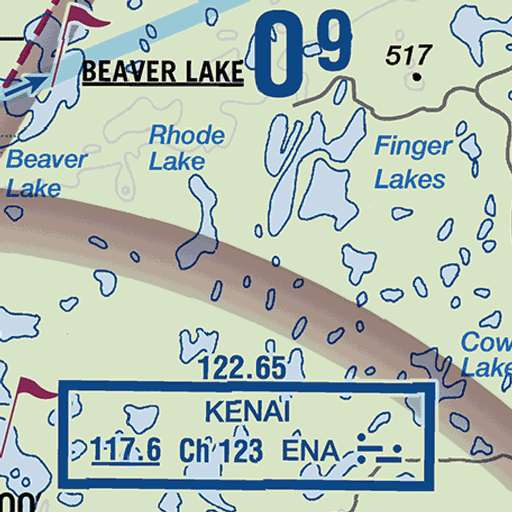 BEAVER LAKE
09
517
Rhode
Lake
Finger
Lakes
Beaver
Lake
Cow
Lake
122.65
KENAI
117.6 Ch 123 ENA
00